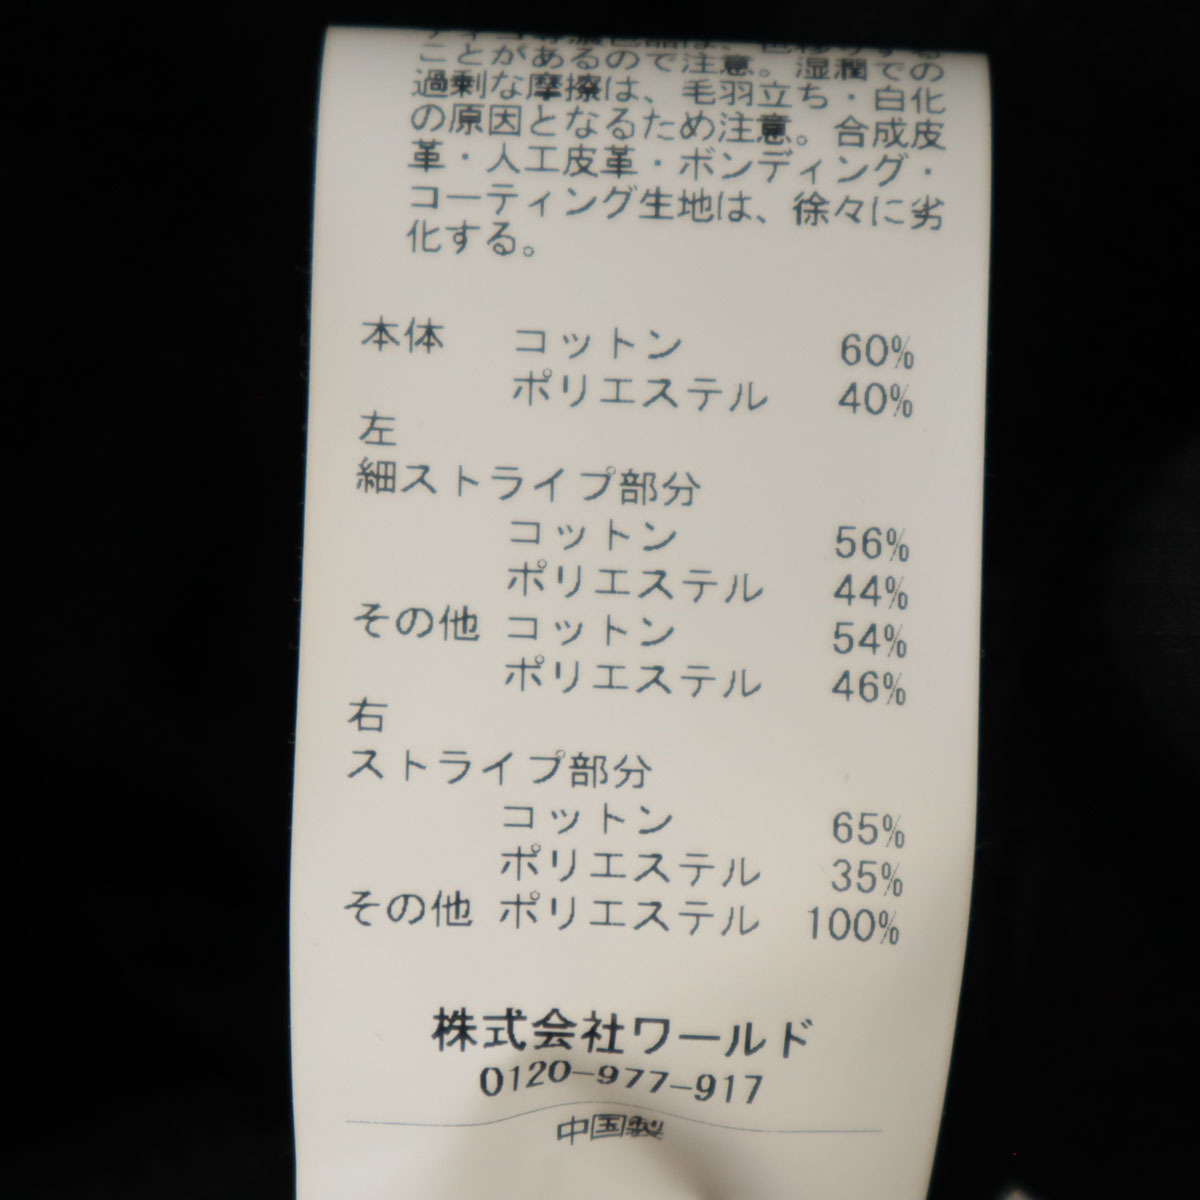 ことがあるので注意。湿潤での
過剰な摩擦は、毛羽立ち・白化
の原因となるため注意。合成皮
革・人工皮革・ボンディング・
コーティング生地は、徐々に劣
化する。
本体 コットン 60%
ポリエステル 40%
左
細ストライプ部分
コットン 56%
ポリエステル 44%
その他 コットン 54%
ポリエステル 46%
右
ストライプ部分
コットン 65%
ポリエステル 35%
その他 ポリエステル 100%
株式会社ワールド
0120-977-917
中国製